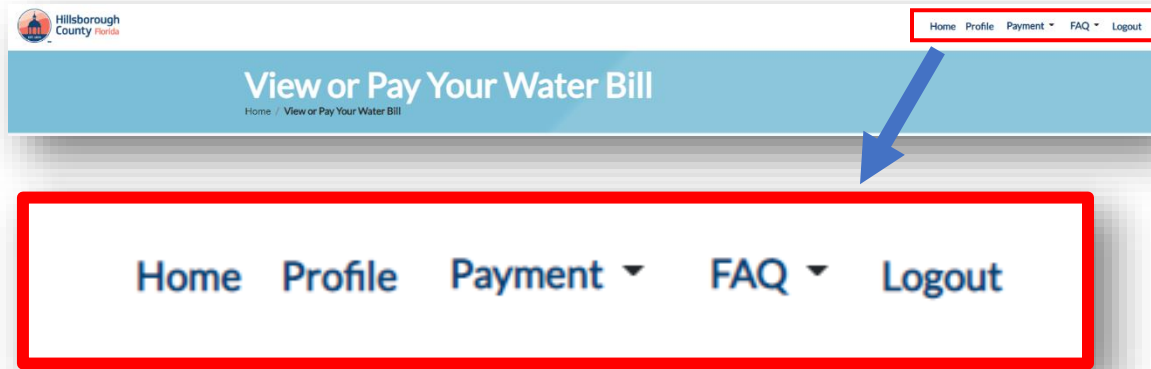 Hillsborough
County Florida
Home Profile Payment FAQ Logout
View or Pay Your Water Bill
Home / View or Pay Your Water Bill
Home Profile Payment FAQ Logout